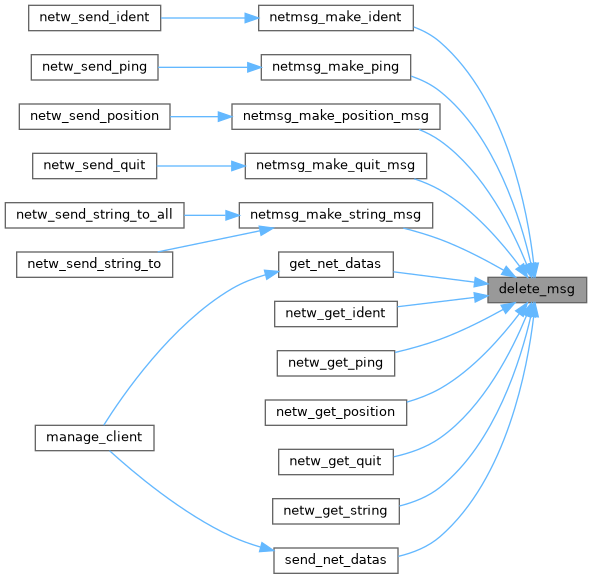 netw_send_ident
netmsg_make_ident
netw_send_ping
netmsg_make_ping
netw_send_position
netmsg_make_position_msg
netw_send_quit
netmsg_make_quit_msg
netw_send_string_to_all
netmsg_make_string_msg
netw_send_string_to
get_net_datas
delete_msg
netw_get_ident
netw_get_ping
netw_get_position
manage_client
netw_get_quit
netw_get_string
send_net_datas